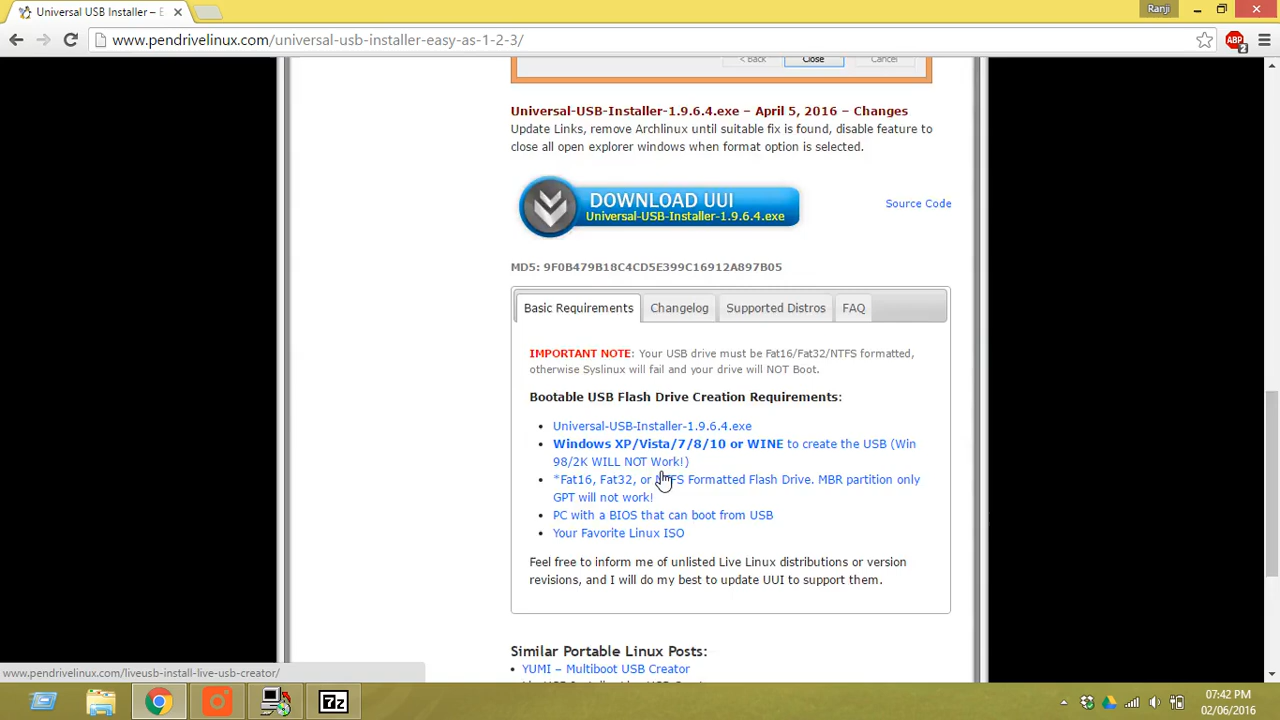 Universal USB Installer – E
Ranji
www.pendrivelinux.com/universal-usb-installer-easy-as-1-2-3/
ABP
2
< Back
Close
Cancel
Universal-USB-Installer-1.9.6.4.exe – April 5, 2016 – Changes
Update Links, remove Archlinux until suitable fix is found, disable feature to
close all open explorer windows when format option is selected.
DOWNLOAD UUI
Universal-USB-Installer-1.9.6.4.exe
Source Code
MD5: 9F0B479B18C4CD5E399C16912A897B05
Basic Requirements
Changelog
Supported Distros
FAQ
IMPORTANT NOTE: Your USB drive must be Fat16/Fat32/NTFS formatted,
otherwise Syslinux will fail and your drive will NOT Boot.
Bootable USB Flash Drive Creation Requirements:
• Universal-USB-Installer-1.9.6.4.exe
• Windows XP/Vista/7/8/10 or WINE to create the USB (Win
98/2K WILL NOT Work!)
• *Fat16, Fat32, or NTFS Formatted Flash Drive. MBR partition only
GPT will not work!
• PC with a BIOS that can boot from USB
• Your Favorite Linux ISO
Feel free to inform me of unlisted Live Linux distributions or version
revisions, and I will do my best to update UUI to support them.
Similar Portable Linux Posts:
• YUMI – Multiboot USB Creator
www.pendrivelinux.com/liveusb-install-live-usb-creator/
7z
07:42 PM
02/06/2016